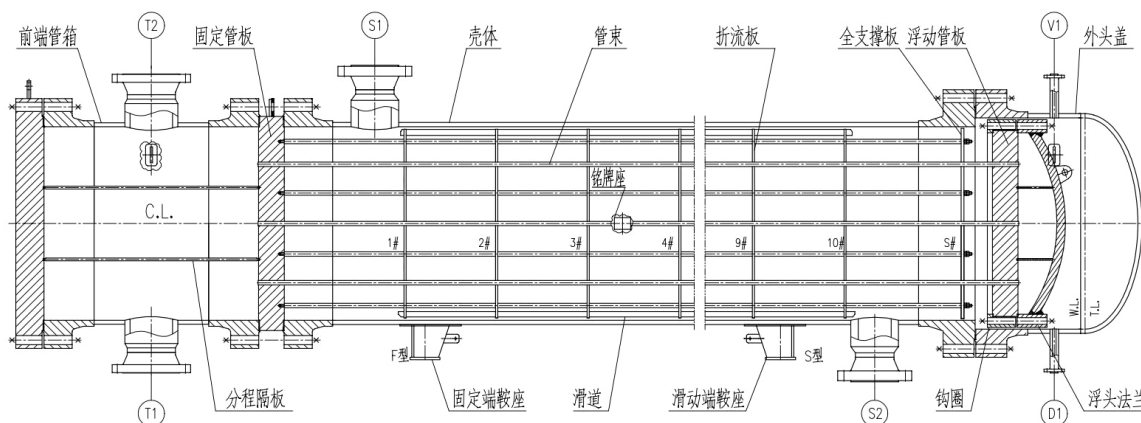 T2
S1
V1
前端管箱
固定管板
壳体
管束
折流板
全支撑板
浮动管板
外头盖
铭牌座
C.L.
1#
2#
3#
4#
9#
10#
S#
W.L.
T.L.
F型
S型
分程隔板
固定端鞍座
滑道
滑动端鞍座
钩圈
浮头法兰
T1
S2
D1